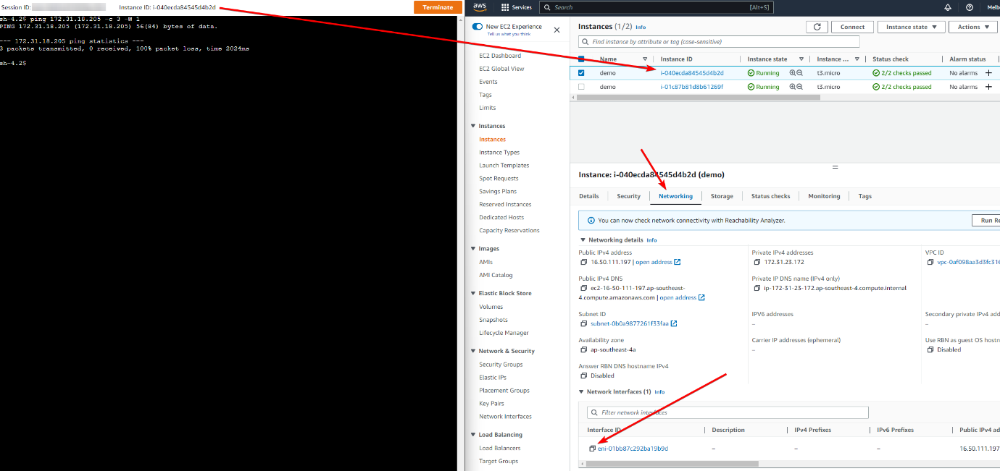 Session ID:
Instance ID: i-040ecda84545d4b2d
Terminate
sh-4.2$ ping 172.31.18.205 -c 3 -W 1
PING 172.31.18.205 (172.31.18.205) 56(84) bytes of data.
--- 172.31.18.205 ping statistics ---
3 packets transmitted, 0 received, 100% packet loss, time 2024ms
sh-4.2$
aws
Services
Search
[Alt+S]
Melb
New EC2 Experience
Tell us what you think
EC2 Dashboard
EC2 Global View
Events
Tags
Limits
Instances
Instances
Instance Types
Launch Templates
Spot Requests
Savings Plans
Reserved Instances
Dedicated Hosts
Capacity Reservations
Images
AMIs
AMI Catalog
Elastic Block Store
Volumes
Snapshots
Lifecycle Manager
Network & Security
Security Groups
Elastic IPs
Placement Groups
Key Pairs
Network Interfaces
Load Balancing
Load Balancers
Target Groups
Instances (1/2) Info
Connect
Instance state
Actions
Find instance by attribute or tag (case-sensitive)
Name Instance ID Instance state Instance ... Status check Alarm status
demo i-040ecda84545d4b2d Running t3.micro 2/2 checks passed No alarms
demo i-01c87b81d8b61269f Running t3.micro 2/2 checks passed No alarms
Instance: i-040ecda84545d4b2d (demo)
Details Security Networking Storage Status checks Monitoring Tags
You can now check network connectivity with Reachability Analyzer.
Run Re
Networking details Info
Public IPv4 address
16.50.111.197 | open address
Private IPv4 addresses
172.31.23.172
VPC ID
vpc-0af098aa3d3fc316
Public IPv4 DNS
ec2-16-50-111-197.ap-southeast-
4.compute.amazonaws.com | open address
Private IP DNS name (IPv4 only)
ip-172-31-23-172.ap-southeast-4.compute.internal
Subnet ID
subnet-0b0a9877261f33faa
IPV6 addresses
–
Secondary private IPv4 add
–
Availability zone
ap-southeast-4a
Carrier IP addresses (ephemeral)
–
Use RBN as guest OS hostn
Disabled
Answer RBN DNS hostname IPv4
Disabled
Network Interfaces (1) Info
Filter network interfaces
Interface ID Description IPv4 Prefixes IPv6 Prefixes Public IPv4 ad
eni-01bb87c292ba19b9d – – – 16.50.111.197